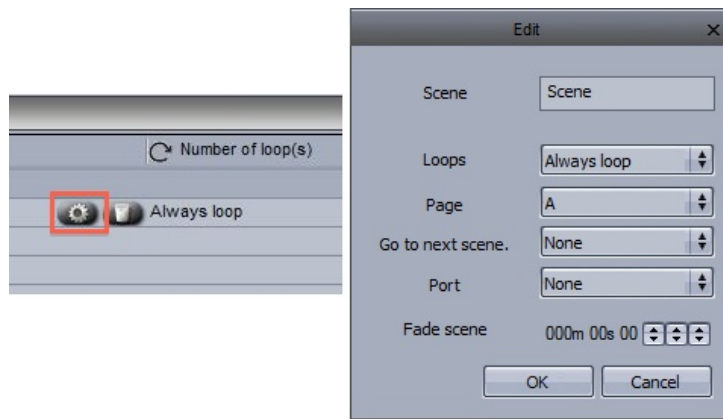 Number of loop(s)
Always loop
Edit
Scene Scene
Loops Always loop
Page A
Go to next scene. None
Port None
Fade scene 000m 00s 00
OK Cancel